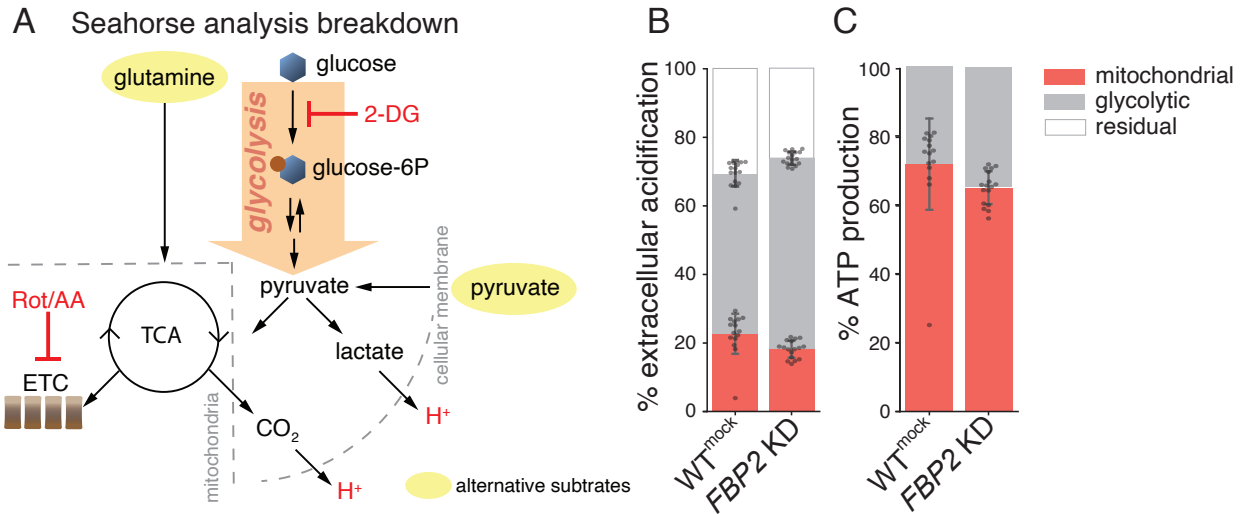 A Seahorse analysis breakdown
glutamine
glucose
glycolysis
2-DG
glucose-6P
Rot/AA
TCA
ETC
mitochondria
pyruvate
pyruvate
cellular membrane
lactate
H+
CO2
H+
alternative subtrates
B
% extracellular acidification
100
80
60
40
20
0
WTmock
FBP2 KD
C
% ATP production
100
80
60
40
20
0
WTmock
FBP2 KD
mitochondrial
glycolytic
residual